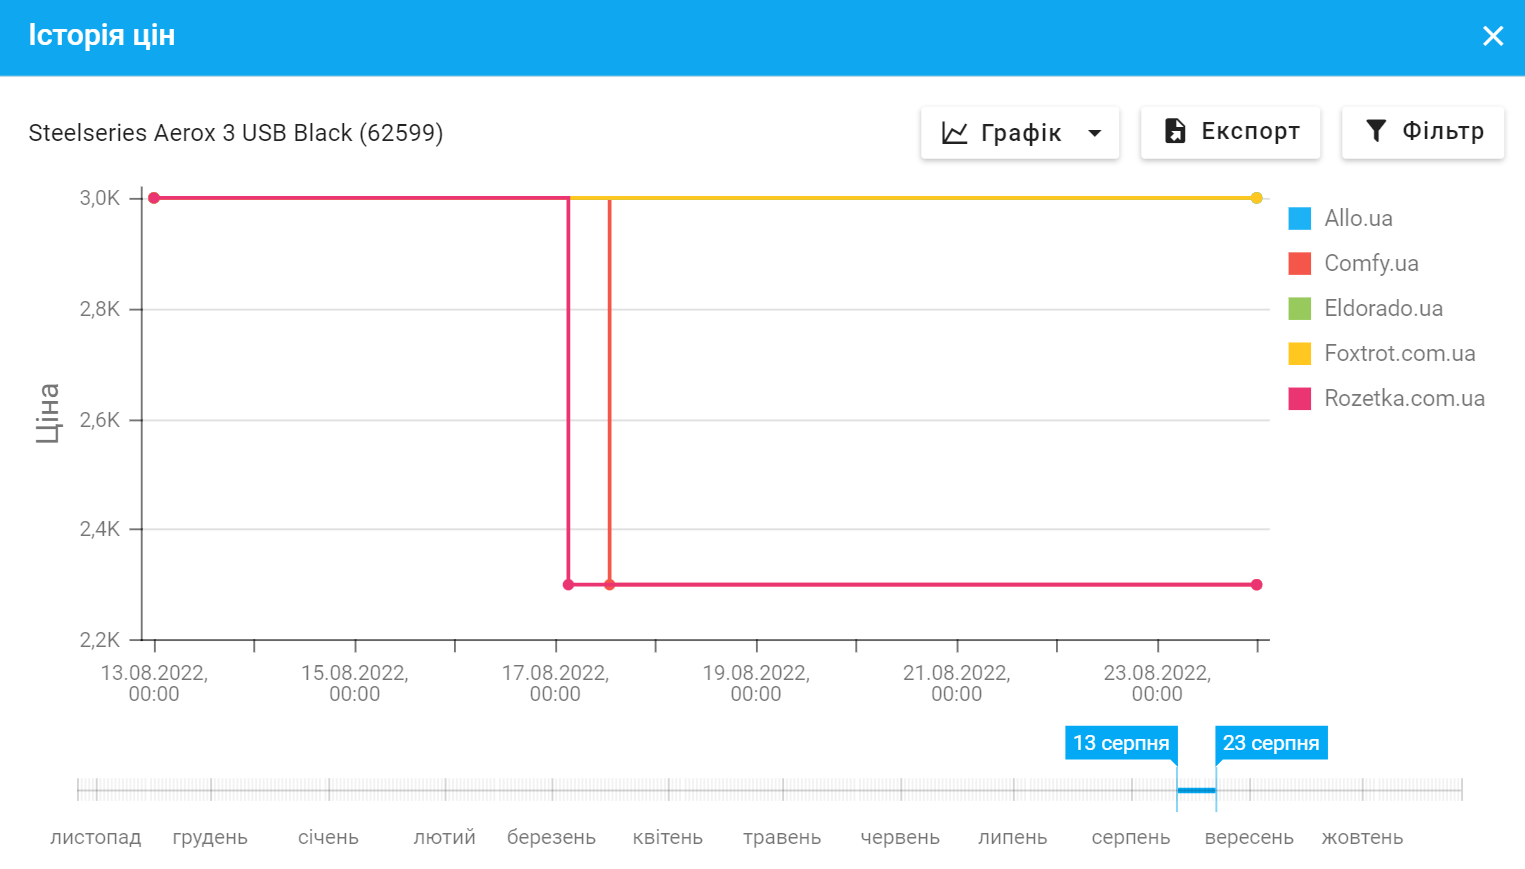 Історія цін
Steelseries Aerox 3 USB Black (62599)
Графік
Експорт
Фільтр
Ціна
3,0K
2,8K
2,6K
2,4K
2,2K
13.08.2022,
00:00
15.08.2022,
00:00
17.08.2022,
00:00
19.08.2022,
00:00
21.08.2022,
00:00
23.08.2022,
00:00
Allo.ua
Comfy.ua
Eldorado.ua
Foxtrot.com.ua
Rozetka.com.ua
13 серпня
23 серпня
листопад
грудень
січень
лютий
березень
квітень
травень
червень
липень
серпень
вересень
жовтень